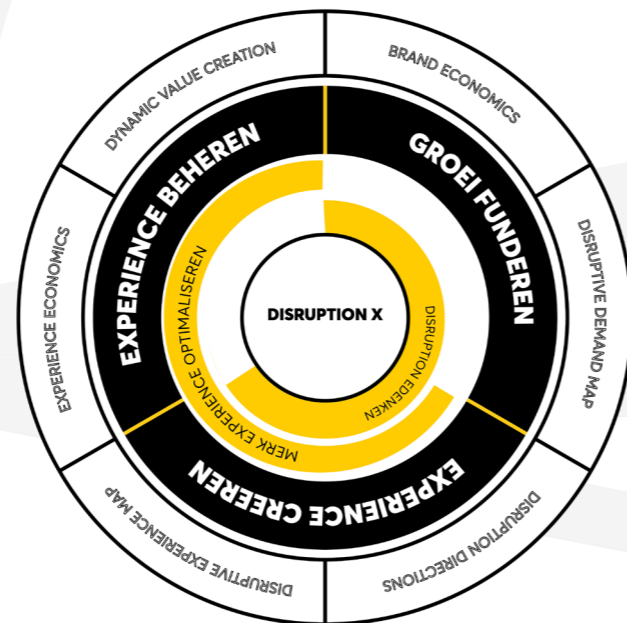 DYNAMIC VALUE CREATION
BRAND ECONOMICS
DISRUPTIVE DEMAND MAP
DISRUPTION DIRECTIONS
DISRUPTIVE EXPERIENCE MAP
EXPERIENCE ECONOMICS
EXPERIENCE BEHEREN
GROEI FUNDEREN
EXPERIENCE CREEREN
MERK EXPERIENCE OPTIMALISEREN
DISRUPTION EDENKEN
DISRUPTION X